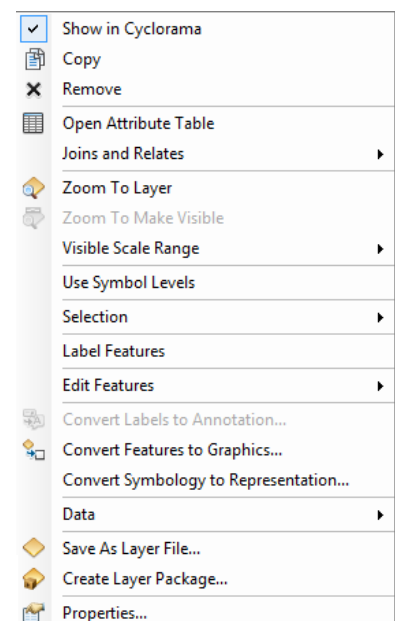 Show in Cyclorama
Copy
Remove
Open Attribute Table
Joins and Relates
Zoom To Layer
Zoom To Make Visible
Visible Scale Range
Use Symbol Levels
Selection
Label Features
Edit Features
Convert Labels to Annotation...
Convert Features to Graphics...
Convert Symbology to Representation...
Data
Save As Layer File...
Create Layer Package...
Properties...